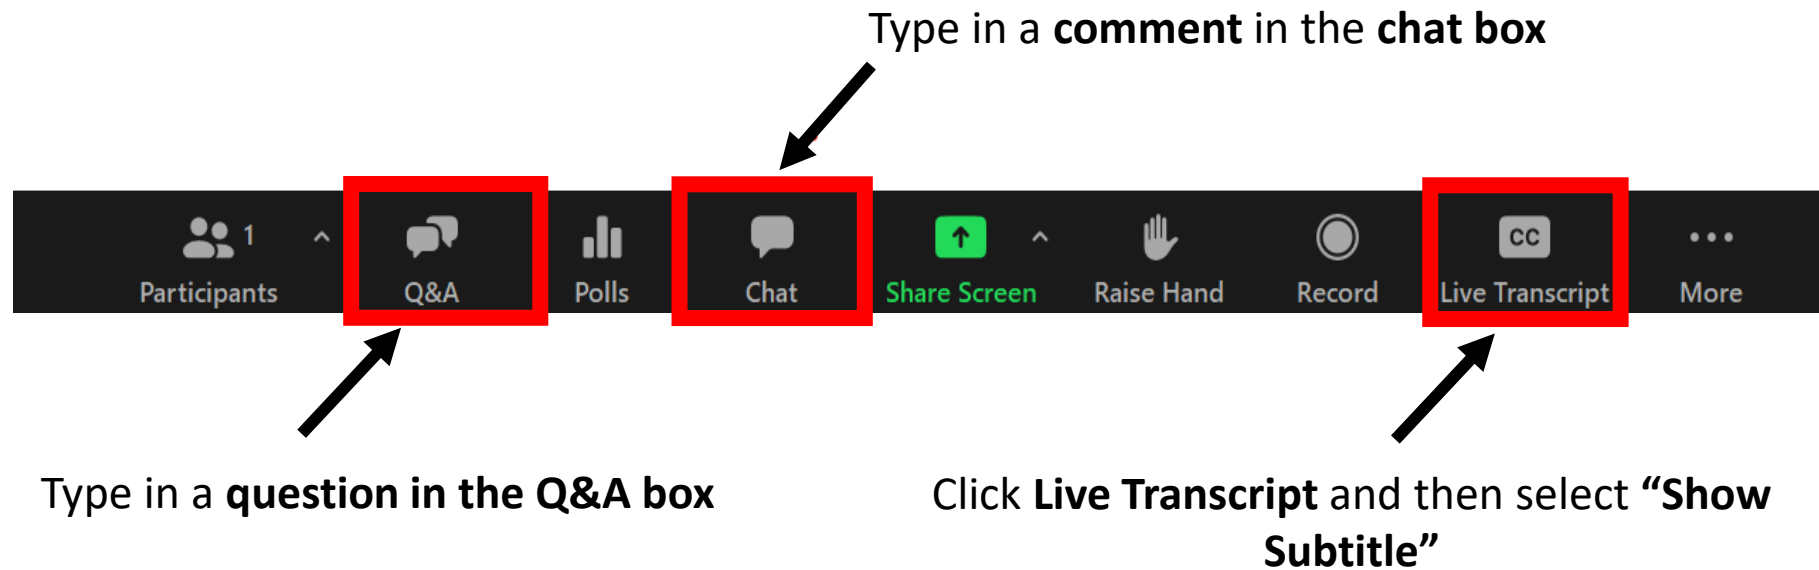 Type in a comment in the chat box
1
Participants
Q&A
Polls
Chat
Share Screen
Raise Hand
Record
CC
Live Transcript
More
Type in a question in the Q&A box
Click Live Transcript and then select “Show
Subtitle”